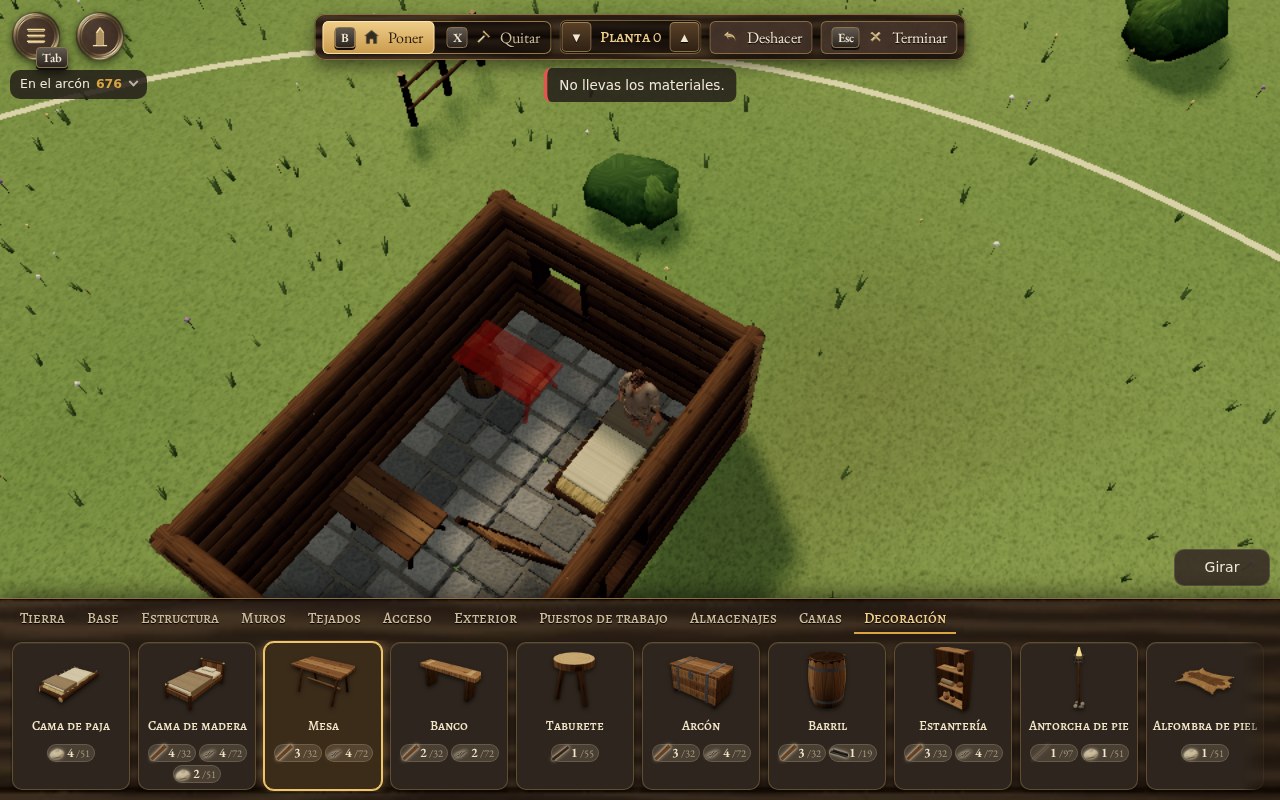 B Poner X Quitar ▼ Planta 0 ▲ Deshacer Esc Terminar
Tab
En el arcón 676
No llevas los materiales.
Girar
Tierra Base Estructura Muros Tejados Acceso Exterior Puestos de trabajo Almacenajes Camas Decoración
Cama de paja Cama de madera Mesa Banco Taburete Arcón Barril Estantería Antorcha de pie Alfombra de piel
4 /51 4 /32 4 /72 3 /32 4 /72 2 /32 2 /72 1 /55 3 /32 4 /72 3 /32 1 /19 3 /32 4 /72 1 /97 1 /51 1 /51
2 /51